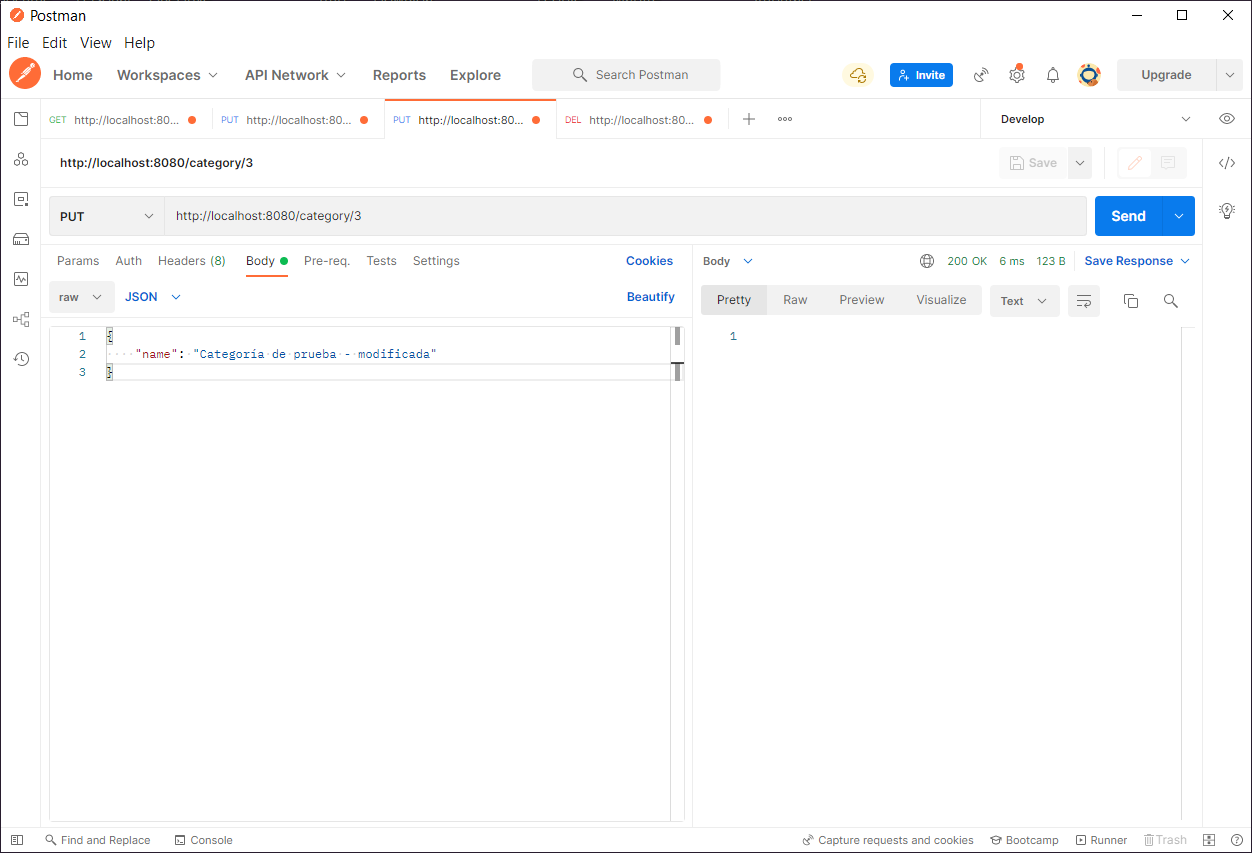 Postman
File Edit View Help
Home Workspaces API Network Reports Explore Search Postman Invite Upgrade
GET http://localhost:80... PUT http://localhost:80... PUT http://localhost:80... DEL http://localhost:80... Develop
http://localhost:8080/category/3 Save
PUT http://localhost:8080/category/3 Send
Params Auth Headers (8) Body Pre-req. Tests Settings Cookies
Body 200 OK 6 ms 123 B Save Response
raw JSON Beautify
Pretty Raw Preview Visualize Text
1 {
2 "name": "Categoría de prueba - modificada"
3 }
1
Find and Replace Console Capture requests and cookies Bootcamp Runner Trash